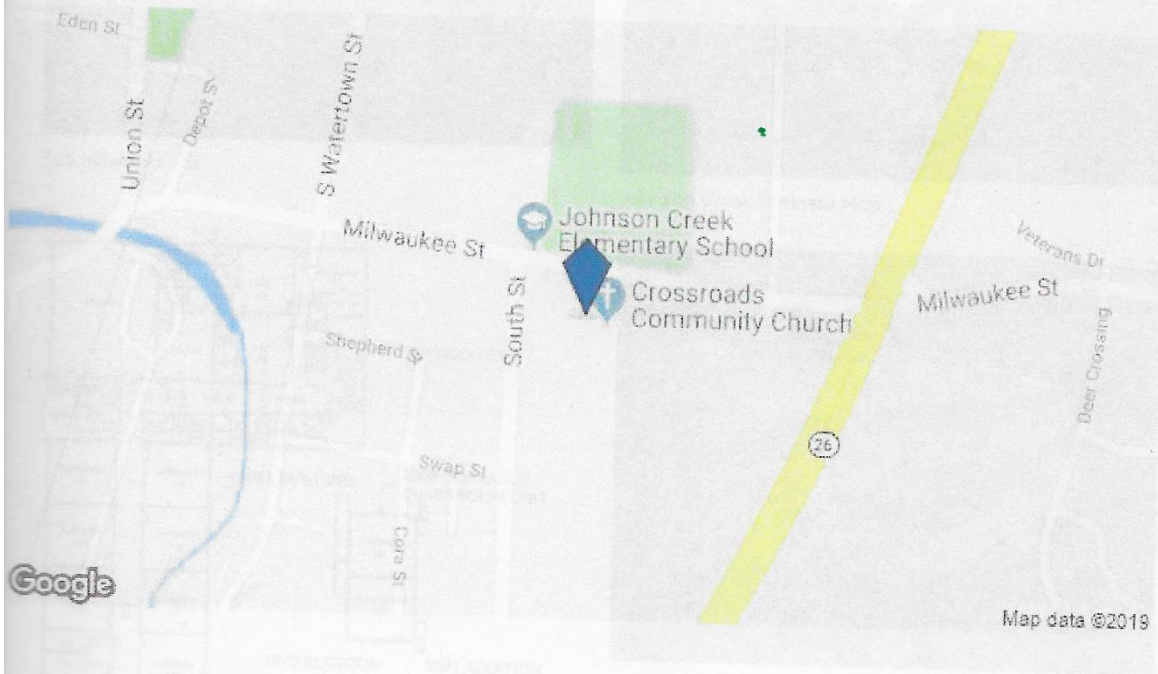 Eden St
Union St
Depot St
S Watertown St
Milwaukee St
Johnson Creek
Elementary School
Crossroads
Community Church
South St
Shepherd St
Swap St
Cora St
26
Milwaukee St
Veterans Dr
Deer Crossing
Google
Map data ©2019